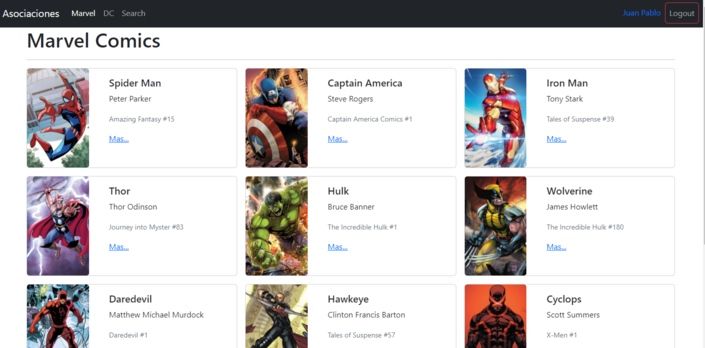 Asociaciones Marvel DC Search Juan Pablo Logout
Marvel Comics
Spider Man
Peter Parker
Amazing Fantasy #15
Mas...
Captain America
Steve Rogers
Captain America Comics #1
Mas...
Iron Man
Tony Stark
Tales of Suspense #39
Mas...
Thor
Thor Odinson
Journey into Myster #83
Mas...
Hulk
Bruce Banner
The Incredible Hulk #1
Mas...
Wolverine
James Howlett
The Incredible Hulk #180
Mas...
Daredevil
Matthew Michael Murdock
Daredevil #1
Hawkeye
Clinton Francis Barton
Tales of Suspense #57
Cyclops
Scott Summers
X-Men #1